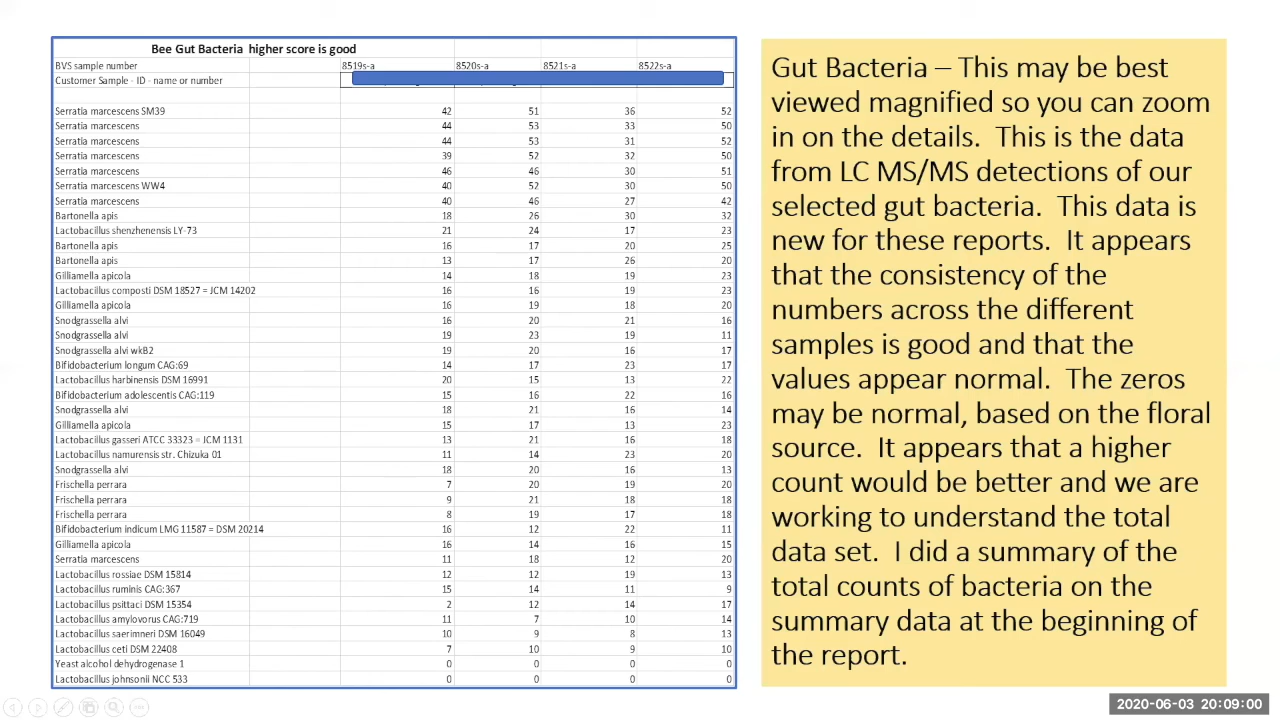 Bee Gut Bacteria higher score is good
BVS sample number 8519s-a 8520s-a 8521s-a 8522s-a
Customer Sample - ID - name or number
Serratia marcescens SM39 42 51 36 52
Serratia marcescens 44 53 33 50
Serratia marcescens 44 53 31 52
Serratia marcescens 39 52 32 50
Serratia marcescens 46 46 30 51
Serratia marcescens WW4 40 52 30 50
Serratia marcescens 40 46 27 42
Bartonella apis 18 26 30 32
Lactobacillus shenzhenensis LY-73 21 24 17 23
Bartonella apis 16 17 20 25
Bartonella apis 13 17 26 20
Gilliamella apicola 14 18 19 23
Lactobacillus composti DSM 18527 = JCM 14202 16 16 19 23
Gilliamella apicola 16 19 18 20
Snodgrassella alvi 16 20 21 16
Snodgrassella alvi 19 23 19 11
Snodgrassella alvi wkB2 19 20 16 17
Bifidobacterium longum CAG:69 14 17 23 17
Lactobacillus harbinensis DSM 16991 20 15 13 22
Bifidobacterium adolescentis CAG:119 15 16 22 16
Snodgrassella alvi 18 21 16 14
Gilliamella apicola 15 17 13 23
Lactobacillus gasseri ATCC 33323 = JCM 1131 13 21 16 18
Lactobacillus namurensis str. Chizuka 01 11 14 23 20
Snodgrassella alvi 18 20 16 13
Frischella perrara 7 20 19 20
Frischella perrara 9 21 18 18
Frischella perrara 8 19 17 18
Bifidobacterium indicum LMG 11587 = DSM 20214 16 12 22 11
Gilliamella apicola 16 14 16 15
Serratia marcescens 11 18 12 20
Lactobacillus rossiae DSM 15814 12 12 19 13
Lactobacillus ruminis CAG:367 15 14 11 9
Lactobacillus psittaci DSM 15354 2 12 14 17
Lactobacillus amylovorus CAG:719 11 7 10 14
Lactobacillus saerimneri DSM 16049 10 9 8 13
Lactobacillus ceti DSM 22408 7 10 9 10
Yeast alcohol dehydrogenase 1 0 0 0 0
Lactobacillus johnsonii NCC 533 0 0 0 0
Gut Bacteria – This may be best
viewed magnified so you can zoom
in on the details. This is the data
from LC MS/MS detections of our
selected gut bacteria. This data is
new for these reports. It appears
that the consistency of the
numbers across the different
samples is good and that the
values appear normal. The zeros
may be normal, based on the floral
source. It appears that a higher
count would be better and we are
working to understand the total
data set. I did a summary of the
total counts of bacteria on the
summary data at the beginning of
the report.
2020-06-03 20:09:00